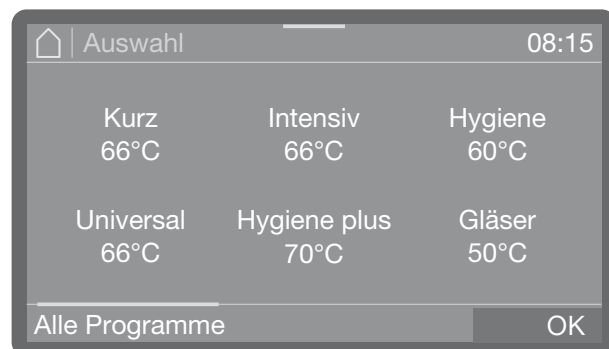 Auswahl 08:15
Kurz Intensiv Hygiene
66°C 66°C 60°C
Universal Hygiene plus Gläser
66°C 70°C 50°C
Alle Programme OK